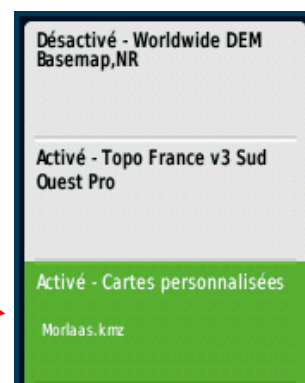 Désactivé - Worldwide DEM
Basemap,NR
Activé - Topo France v3 Sud
Ouest Pro
Activé - Cartes personnalisées
Morlaas.kmz